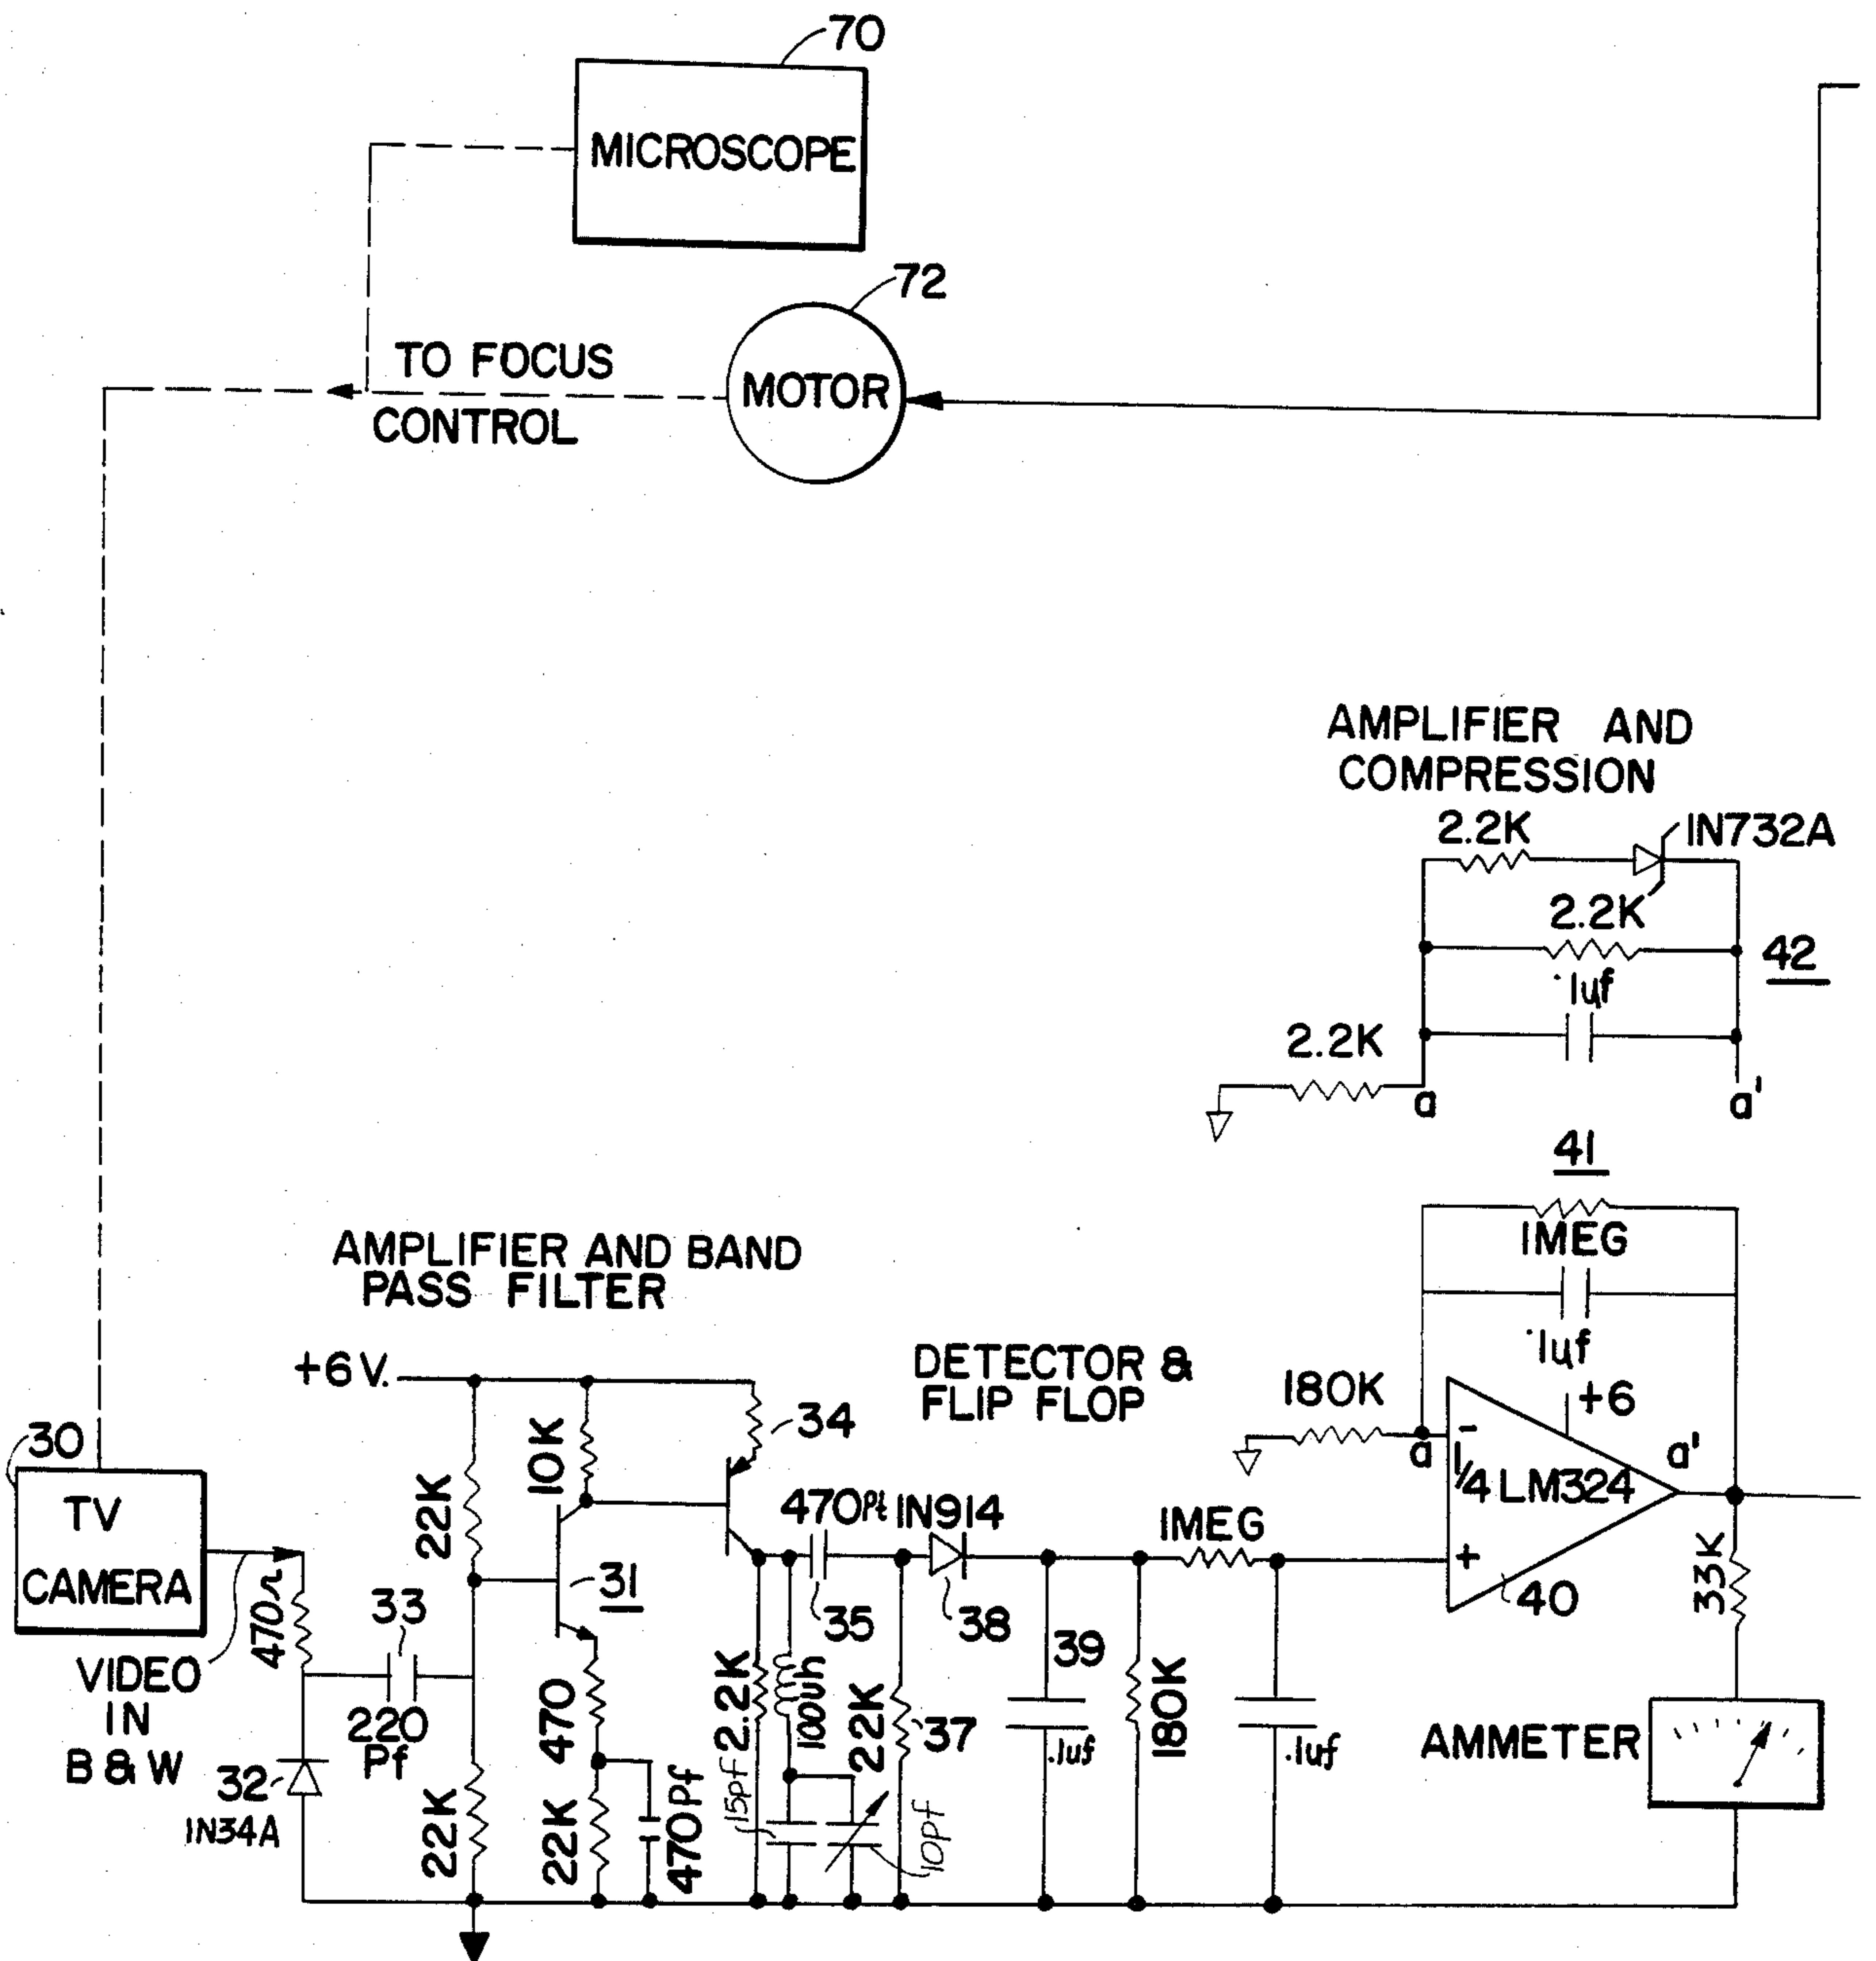 70
MICROSCOPE
72
TO FOCUS
CONTROL
MOTOR
AMPLIFIER AND
COMPRESSION
2.2K
IN732A
2.2K
42
.1uf
2.2K
a
a'
41
1MEG
.1uf
AMPLIFIER AND BAND
PASS FILTER
DETECTOR &
FLIP FLOP
+6V.
34
180K
+6
30
10K
a
-
a'
TV
CAMERA
22K
470pt
IN914
1MEG
1/4 LM324
+
31
33
35
38
40
33K
470Ω
VIDEO
IN
B & W
220
Pf
470
2.2K
100uh
22K
37
39
.1uf
180K
.1uf
AMMETER
32
IN34A
22K
22K
470Pf
15pf
10pf